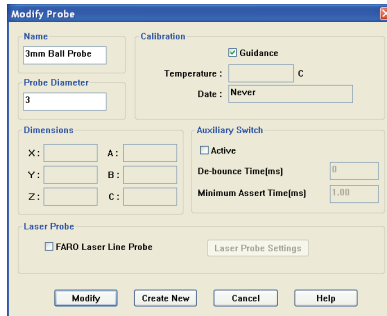 Modify Probe
Name
3mm Ball Probe
Probe Diameter
3
Calibration
Guidance
Temperature : C
Date : Never
Dimensions
X : A :
Y : B :
Z : C :
Auxiliary Switch
Active
De-bounce Time(ms) 0
Minimum Assert Time(ms) 1.00
Laser Probe
FARO Laser Line Probe
Laser Probe Settings
Modify Create New Cancel Help